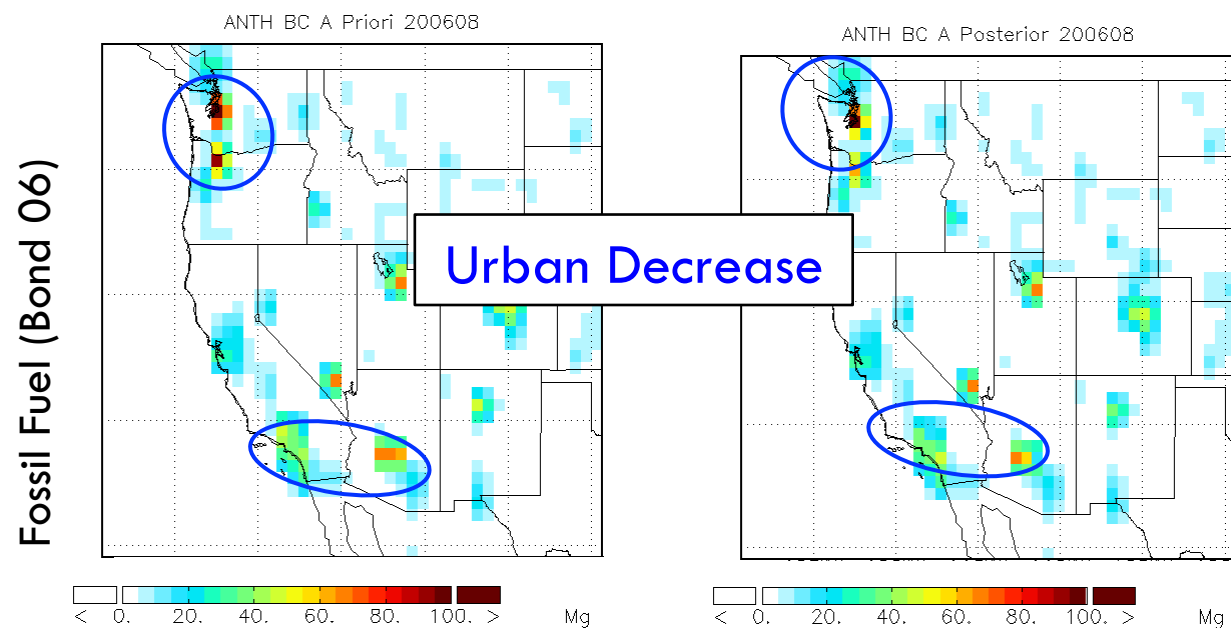 ANTH BC A Priori 200608
ANTH BC A Posterior 200608
Fossil Fuel (Bond 06)
Urban Decrease
< 0. 20. 40. 60. 80. 100. > Mg
< 0. 20. 40. 60. 80. 100. > Mg